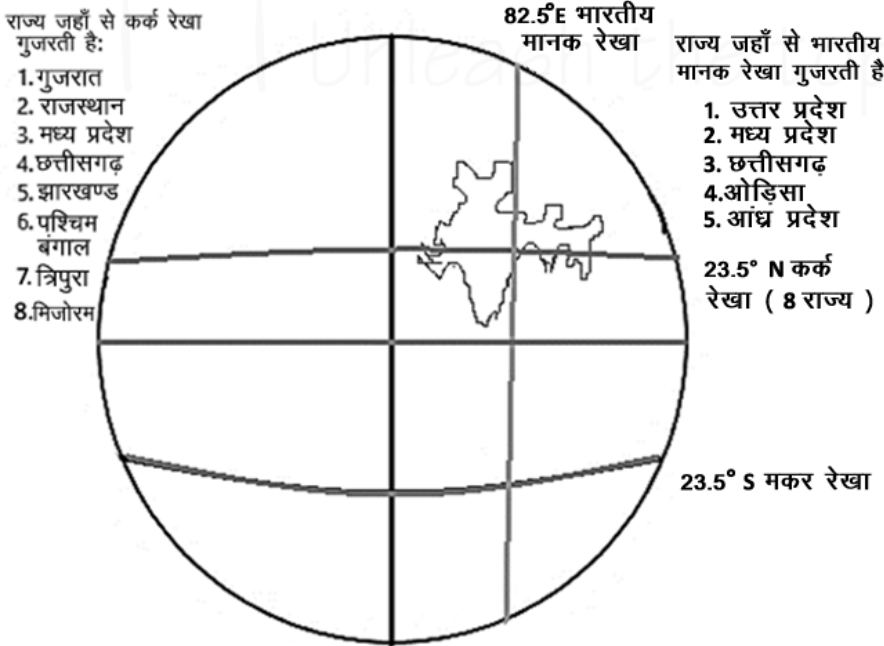 राज्य जहाँ से कर्क रेखा
गुजरती है:
1. गुजरात
2. राजस्थान
3. मध्य प्रदेश
4. छत्तीसगढ़
5. झारखण्ड
6. पश्चिम
बंगाल
7. त्रिपुरा
8.मिजोरम
82.5°E भारतीय
मानक रेखा
राज्य जहाँ से भारतीय
मानक रेखा गुजरती है
1. उत्तर प्रदेश
2. मध्य प्रदेश
3. छत्तीसगढ़
4.ओड़िसा
5. आंध्र प्रदेश
23.5° N कर्क
रेखा ( 8 राज्य )
23.5° S मकर रेखा